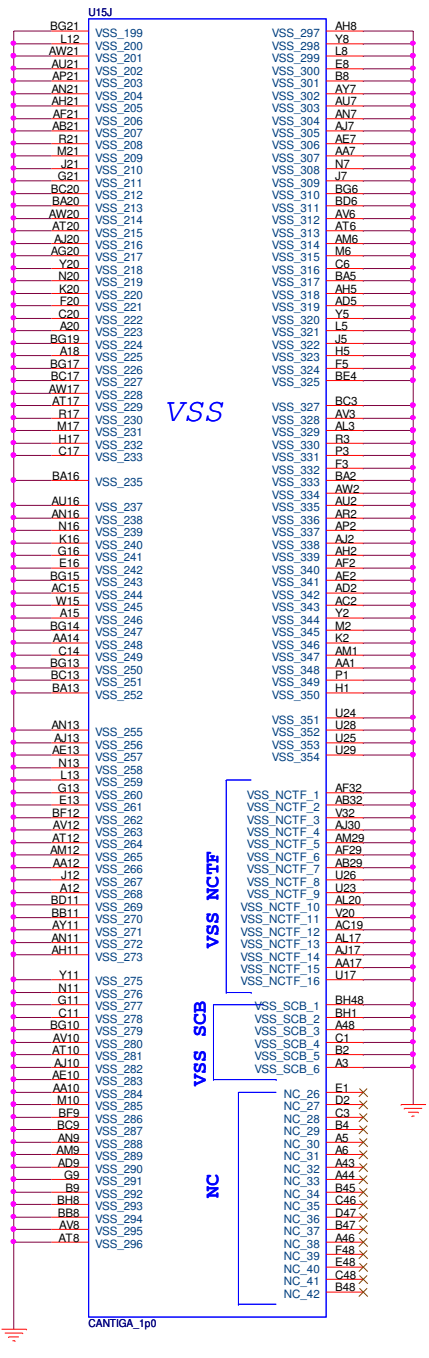 U15J
BG21 VSS_199
L12 VSS_200
AW21 VSS_201
AU21 VSS_202
AP21 VSS_203
AN21 VSS_204
AH21 VSS_205
AF21 VSS_206
AB21 VSS_207
R21 VSS_208
M21 VSS_209
J21 VSS_210
G21 VSS_211
BC20 VSS_212
BA20 VSS_213
AW20 VSS_214
AT20 VSS_215
AJ20 VSS_216
AG20 VSS_217
Y20 VSS_218
N20 VSS_219
K20 VSS_220
F20 VSS_221
C20 VSS_222
A20 VSS_223
BG19 VSS_224
A18 VSS_225
BG17 VSS_226
BC17 VSS_227
AW17 VSS_228
AT17 VSS_229
R17 VSS_230
M17 VSS_231
H17 VSS_232
C17 VSS_233
BA16 VSS_235
AU16 VSS_237
AN16 VSS_238
N16 VSS_239
K16 VSS_240
G16 VSS_241
E16 VSS_242
BG15 VSS_243
AC15 VSS_244
W15 VSS_245
A15 VSS_246
BG14 VSS_247
AA14 VSS_248
C14 VSS_249
BG13 VSS_250
BC13 VSS_251
BA13 VSS_252
AN13 VSS_255
AJ13 VSS_256
AE13 VSS_257
N13 VSS_258
L13 VSS_259
G13 VSS_260
E13 VSS_261
BF12 VSS_262
AV12 VSS_263
AT12 VSS_264
AM12 VSS_265
AA12 VSS_266
J12 VSS_267
A12 VSS_268
BD11 VSS_269
BB11 VSS_270
AY11 VSS_271
AN11 VSS_272
AH11 VSS_273
Y11 VSS_275
N11 VSS_276
G11 VSS_277
C11 VSS_278
BG10 VSS_279
AV10 VSS_280
AT10 VSS_281
AJ10 VSS_282
AE10 VSS_283
AA10 VSS_284
M10 VSS_285
BF9 VSS_286
BC9 VSS_287
AN9 VSS_288
AM9 VSS_289
AD9 VSS_290
G9 VSS_291
B9 VSS_292
BH8 VSS_293
BB8 VSS_294
AV8 VSS_295
AT8 VSS_296
VSS
VSS NCTF
VSS SCB
NC
VSS_297 AH8
VSS_298 Y8
VSS_299 L8
VSS_300 E8
VSS_301 B8
VSS_302 AY7
VSS_303 AU7
VSS_304 AN7
VSS_305 AJ7
VSS_306 AE7
VSS_307 AA7
VSS_308 N7
VSS_309 J7
VSS_310 BG6
VSS_311 BD6
VSS_312 AV6
VSS_313 AT6
VSS_314 AM6
VSS_315 M6
VSS_316 C6
VSS_317 BA5
VSS_318 AH5
VSS_319 AD5
VSS_320 Y5
VSS_321 L5
VSS_322 J5
VSS_323 H5
VSS_324 F5
VSS_325 BE4
VSS_327 BC3
VSS_328 AV3
VSS_329 AL3
VSS_330 R3
VSS_331 P3
VSS_332 F3
VSS_333 BA2
VSS_334 AW2
VSS_335 AU2
VSS_336 AR2
VSS_337 AP2
VSS_338 AJ2
VSS_339 AH2
VSS_340 AF2
VSS_341 AE2
VSS_342 AD2
VSS_343 AC2
VSS_344 Y2
VSS_345 M2
VSS_346 K2
VSS_347 AM1
VSS_348 AA1
VSS_349 P1
VSS_350 H1
VSS_351 U24
VSS_352 U28
VSS_353 U25
VSS_354 U29
VSS_NCTF_1 AF32
VSS_NCTF_2 AB32
VSS_NCTF_3 V32
VSS_NCTF_4 AJ30
VSS_NCTF_5 AM29
VSS_NCTF_6 AF29
VSS_NCTF_7 AB29
VSS_NCTF_8 U26
VSS_NCTF_9 U23
VSS_NCTF_10 AL20
VSS_NCTF_11 V20
VSS_NCTF_12 AC19
VSS_NCTF_13 AL17
VSS_NCTF_14 AJ17
VSS_NCTF_15 AA17
VSS_NCTF_16 U17
VSS_SCB_1 BH48
VSS_SCB_2 BH1
VSS_SCB_3 A48
VSS_SCB_4 C1
VSS_SCB_5 B2
VSS_SCB_6 A3
NC_26 E1
NC_27 D2
NC_28 C3
NC_29 B4
NC_30 A5
NC_31 A6
NC_32 A43
NC_33 A44
NC_34 B45
NC_35 C46
NC_36 D47
NC_37 B47
NC_38 A46
NC_39 F48
NC_40 E48
NC_41 C48
NC_42 B48
CANTIGA_1p0